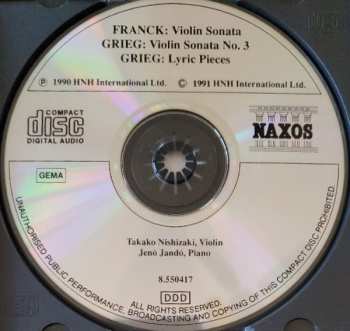 FRANCK: Violin Sonata
GRIEG: Violin Sonata No. 3
GRIEG: Lyric Pieces
℗ 1990 HNH International Ltd.
© 1991 HNH International Ltd.
COMPACT
disc
DIGITAL AUDIO
NAXOS
GEMA
Takako Nishizaki, Violin
Jenö Jandó, Piano
8.550417
DDD
ALL RIGHTS RESERVED.
UNAUTHORISED PUBLIC PERFORMANCE, BROADCASTING AND COPYING OF THIS COMPACT DISC PROHIBITED.